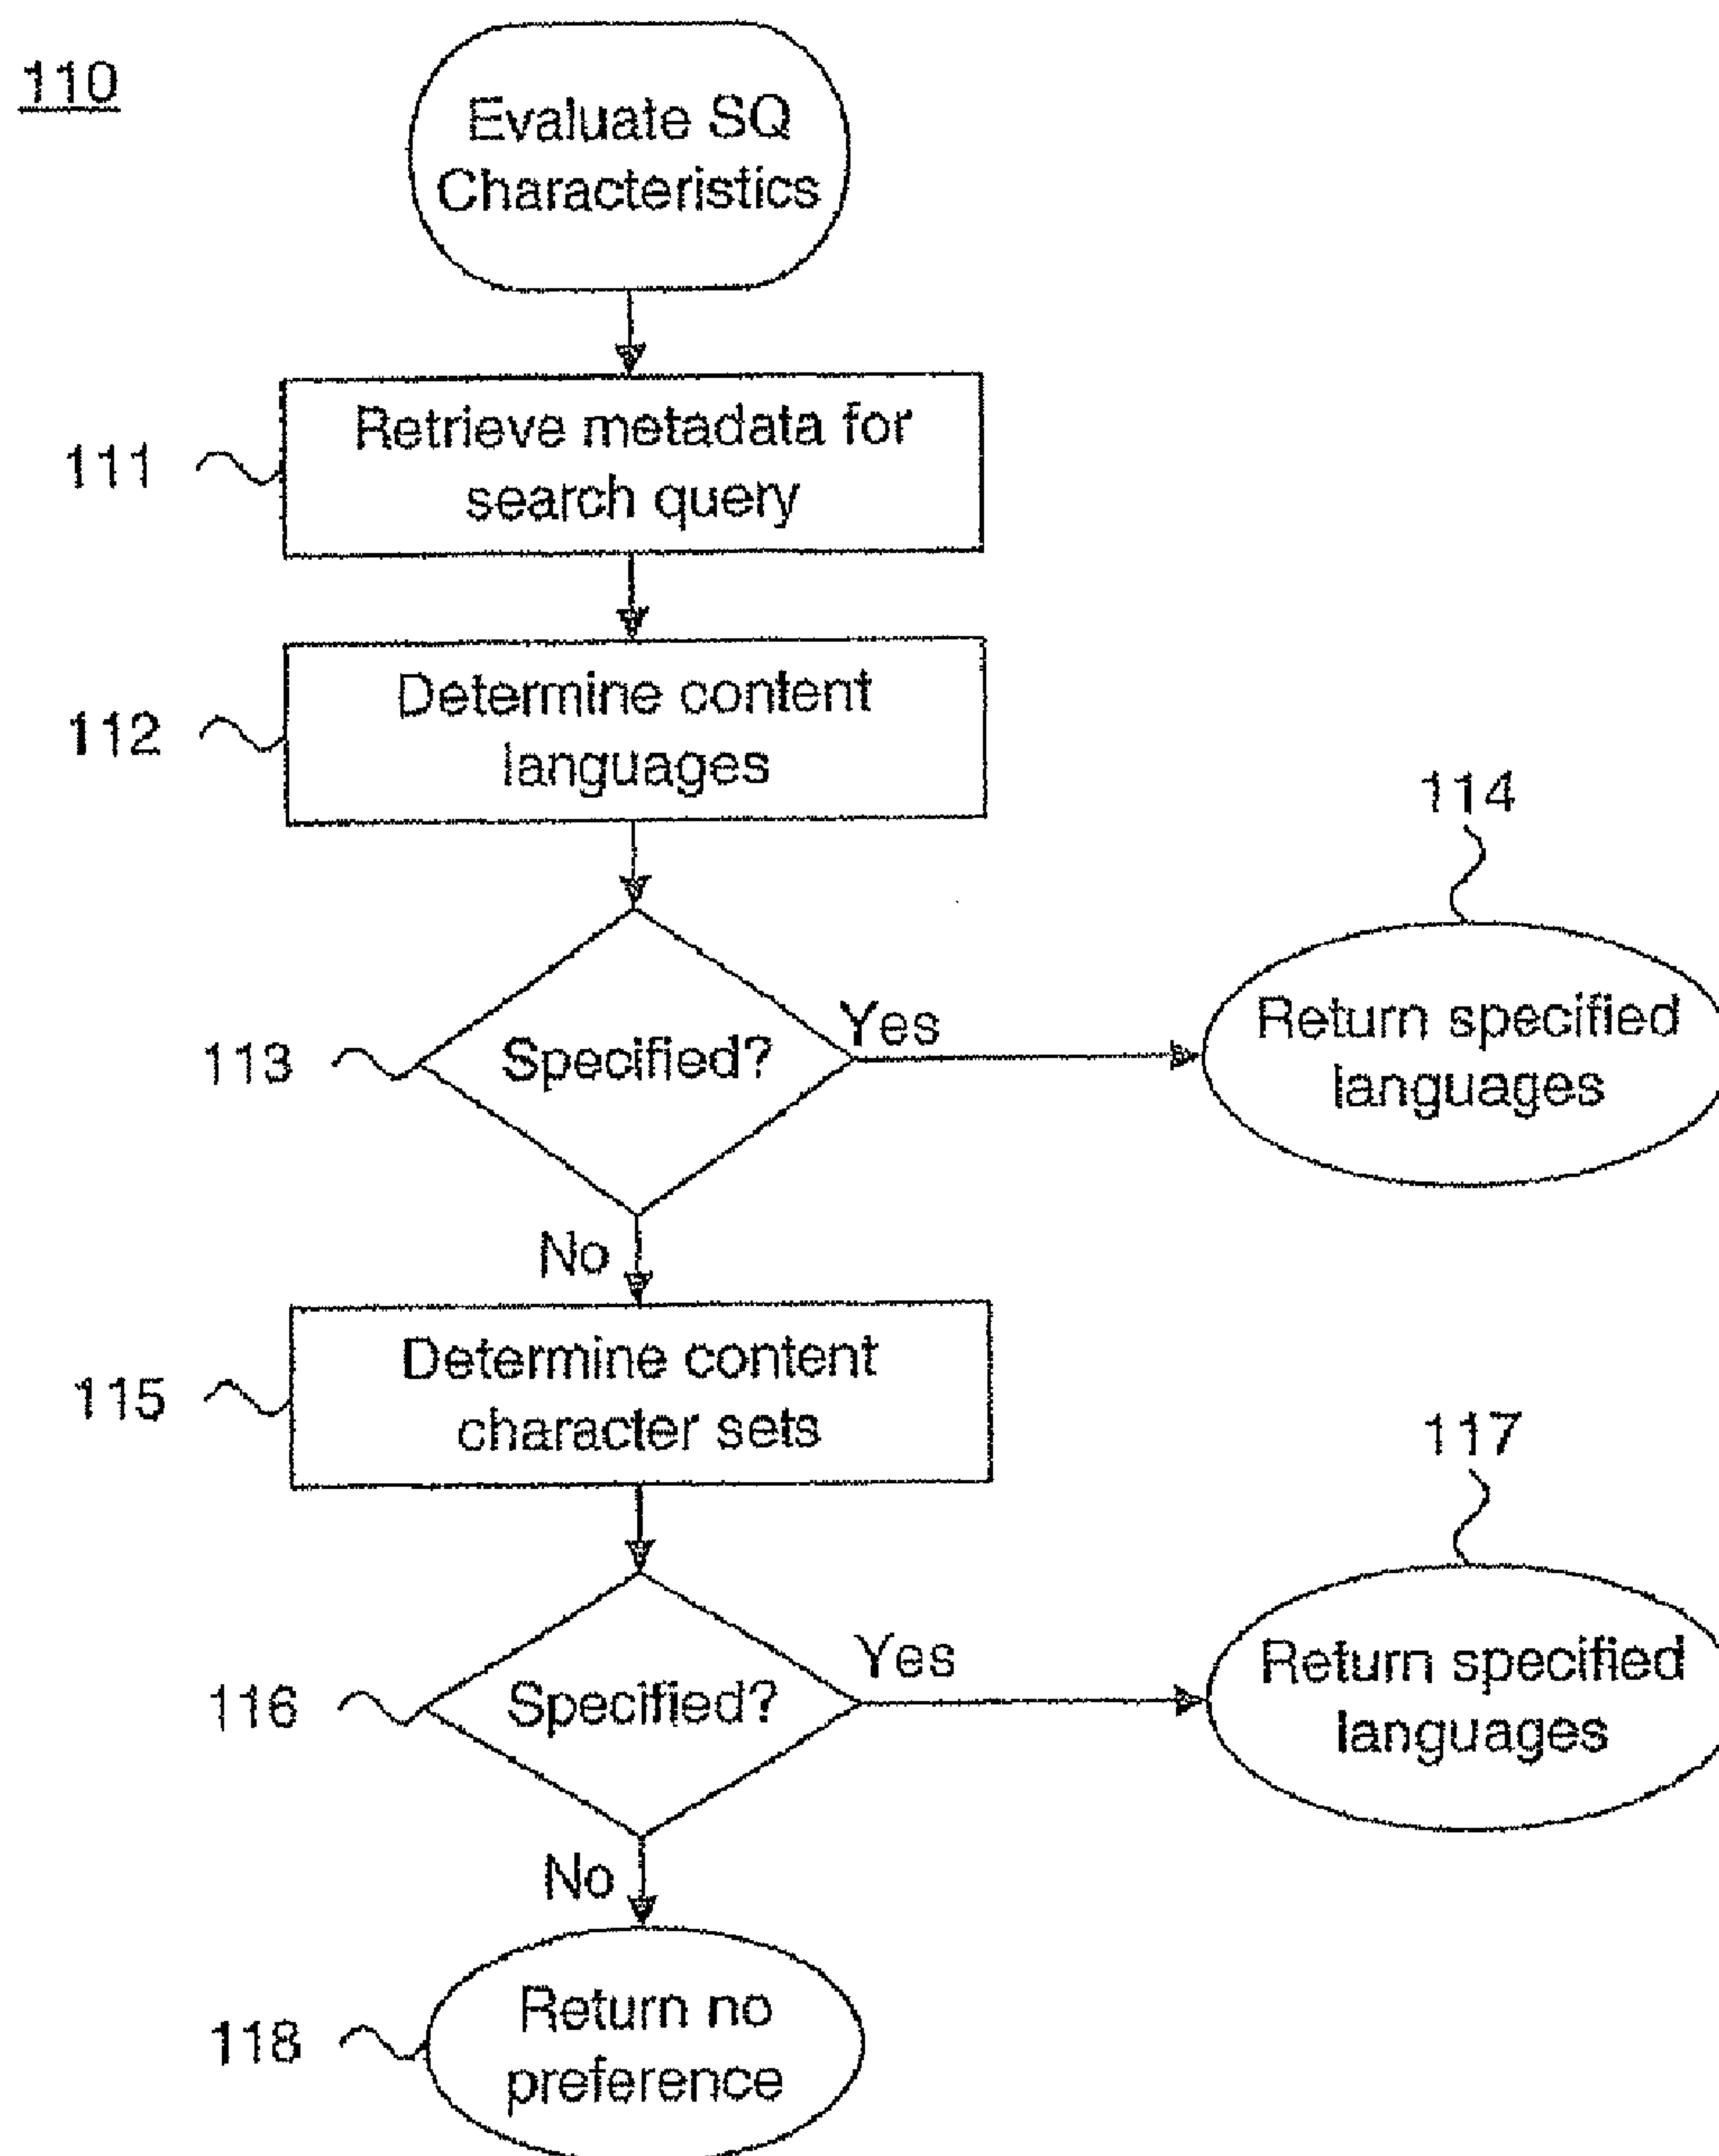 110
Evaluate SQ
Characteristics
111
Retrieve metadata for
search query
112
Determine content
languages
114
113
Specified?
Yes
Return specified
languages
No
115
Determine content
character sets
117
116
Specified?
Yes
Return specified
languages
No
118
Return no
preference